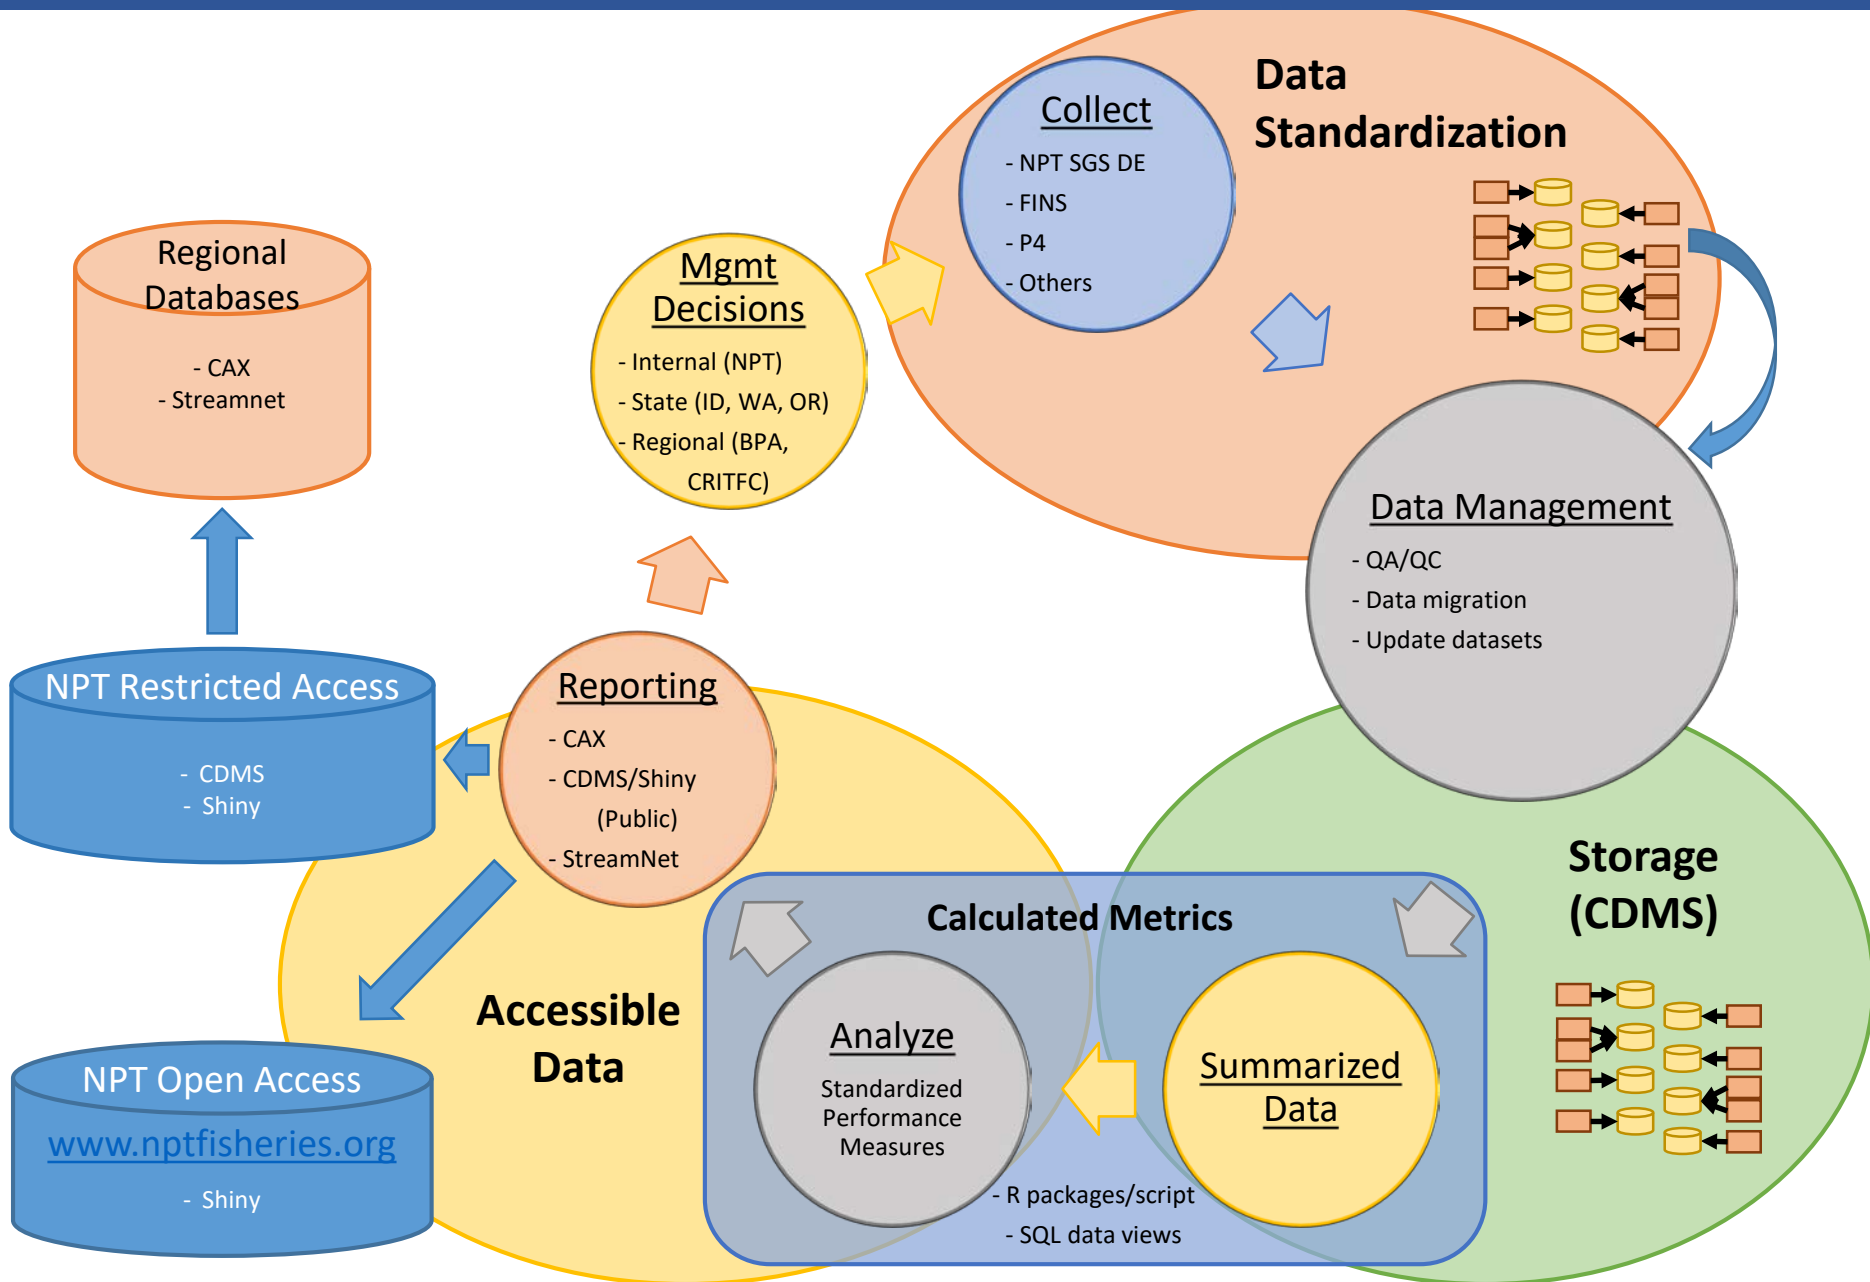 Data
Standardization
Collect
- NPT SGS DE
- FINS
- P4
- Others
Mgmt
Decisions
- Internal (NPT)
- State (ID, WA, OR)
- Regional (BPA,
CRITFC)
Regional
Databases
- CAX
- Streamnet
Data Management
- QA/QC
- Data migration
- Update datasets
NPT Restricted Access
- CDMS
- Shiny
Reporting
- CAX
- CDMS/Shiny
(Public)
- StreamNet
Storage
(CDMS)
Calculated Metrics
Accessible
Data
Analyze
Standardized
Performance
Measures
Summarized
Data
- R packages/script
- SQL data views
NPT Open Access
www.nptfisheries.org
- Shiny